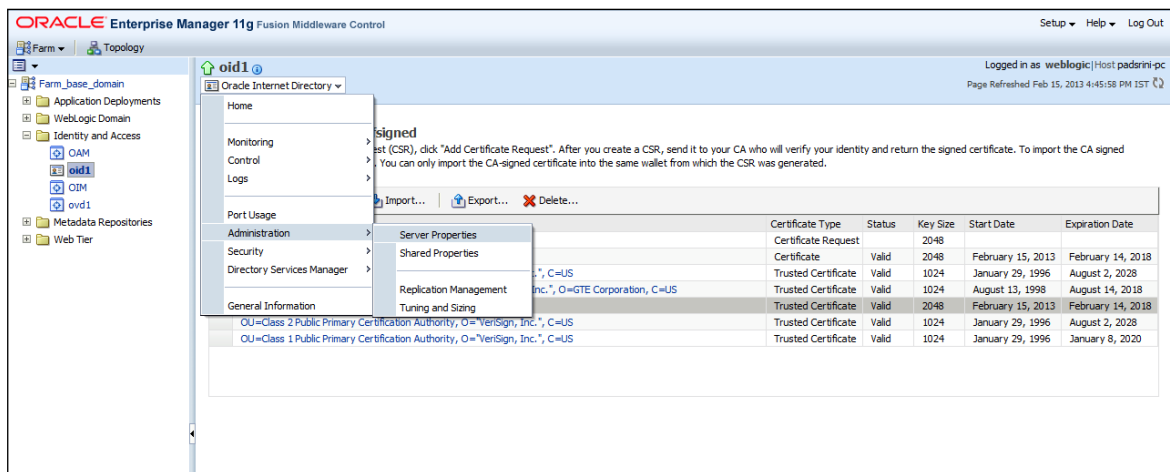 ORACLE Enterprise Manager 11g Fusion Middleware Control
Setup Help Log Out
Farm Topology
Farm_base_domain
Application Deployments
WebLogic Domain
Identity and Access
OAM
oid1
OIM
ovd1
Metadata Repositories
Web Tier
oid1
Logged in as weblogic|Host padsrini-pc
Oracle Internet Directory
Page Refreshed Feb 15, 2013 4:45:58 PM IST
Home
Monitoring
Control
Logs
Port Usage
Administration
Security
Directory Services Manager
General Information
Server Properties
Shared Properties
Replication Management
Tuning and Sizing
signed
est (CSR), click "Add Certificate Request". After you create a CSR, send it to your CA who will verify your identity and return the signed certificate. To import the CA signed
. You can only import the CA-signed certificate into the same wallet from which the CSR was generated.
Import... Export... Delete...
Certificate Type Status Key Size Start Date Expiration Date
Certificate Request 2048
Certificate Valid 2048 February 15, 2013 February 14, 2018
.", C=US Trusted Certificate Valid 1024 January 29, 1996 August 2, 2028
Inc.", O=GTE Corporation, C=US Trusted Certificate Valid 1024 August 13, 1998 August 14, 2018
Trusted Certificate Valid 2048 February 15, 2013 February 14, 2018
OU=Class 2 Public Primary Certification Authority, O="VeriSign, Inc.", C=US Trusted Certificate Valid 1024 January 29, 1996 August 2, 2028
OU=Class 1 Public Primary Certification Authority, O="VeriSign, Inc.", C=US Trusted Certificate Valid 1024 January 29, 1996 January 8, 2020